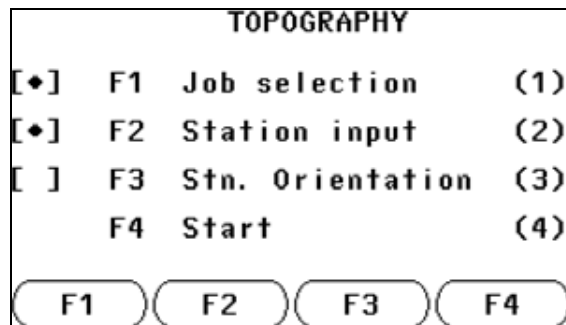 TOPOGRAPHY
[◆] F1 Job selection (1)
[◆] F2 Station input (2)
[ ] F3 Stn. Orientation (3)
F4 Start (4)
F1 F2 F3 F4